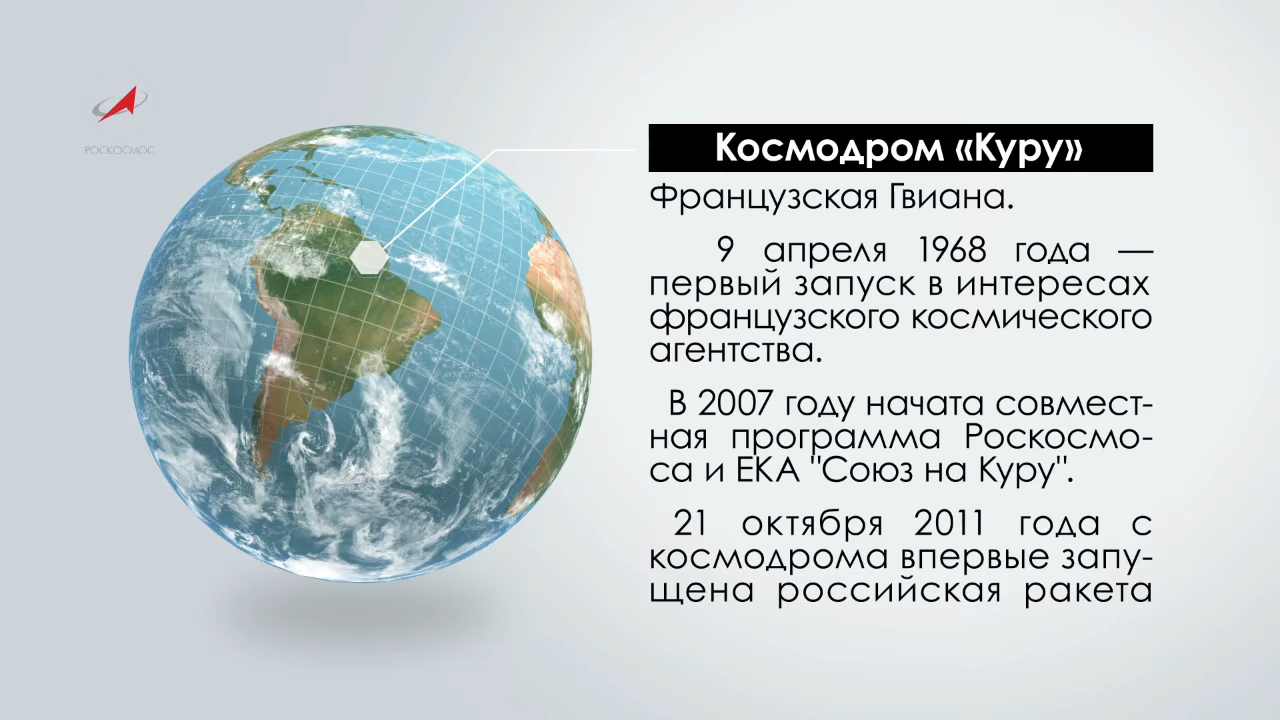 РОСКОСМОС
Космодром «Куру»
Французская Гвиана.
9 апреля 1968 года —
первый запуск в интересах
французского космического
агентства.
В 2007 году начата совмест-
ная программа Роскосмо-
са и ЕКА "Союз на Куру".
21 октября 2011 года с
космодрома впервые запу-
щена российская ракета